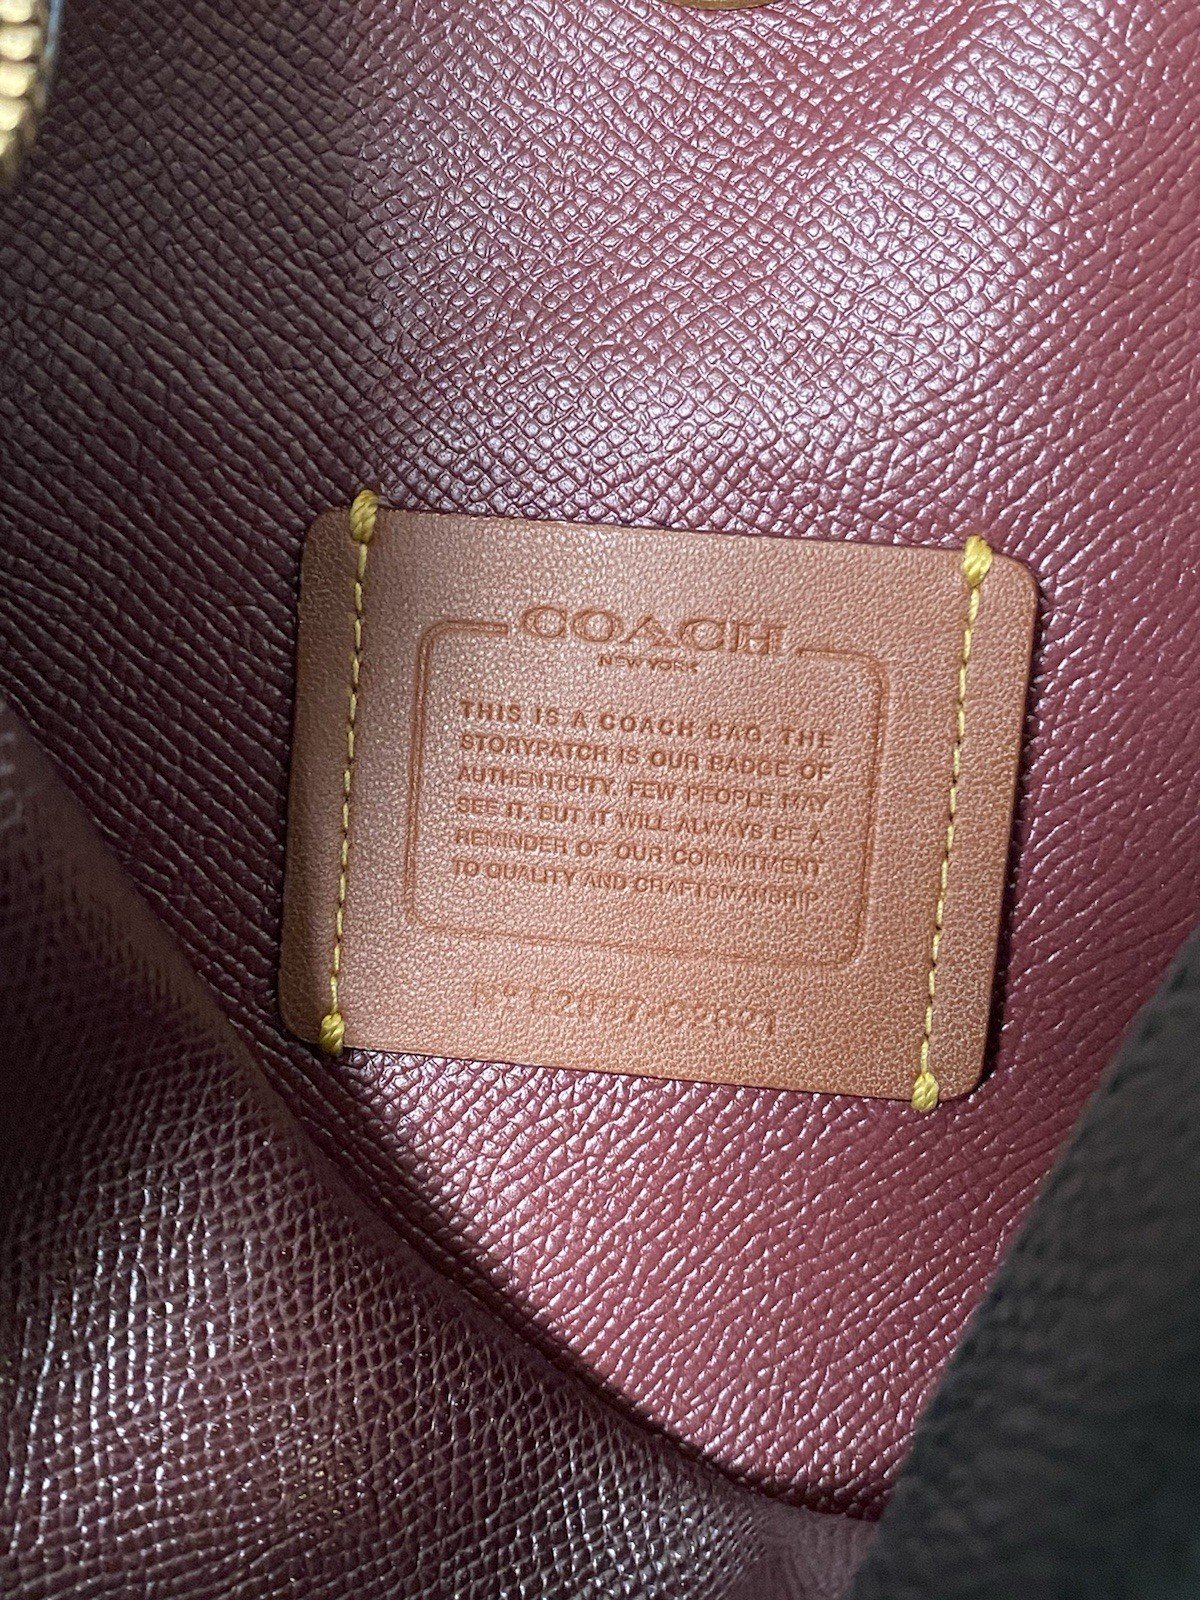 COACH
NEW YORK
THIS IS A COACH BAG. THE
STORYPATCH IS OUR BADGE OF
AUTHENTICITY. FEW PEOPLE MAY
SEE IT, BUT IT WILL ALWAYS BE A
REMINDER OF OUR COMMITMENT
TO QUALITY AND CRAFTSMANSHIP